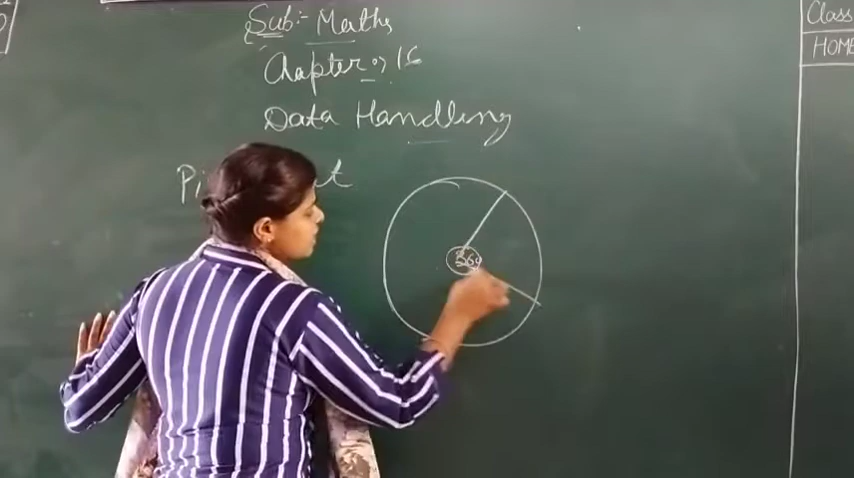 Sub:- Maths
Chapter 16
Data Handling
360
Class
HOME